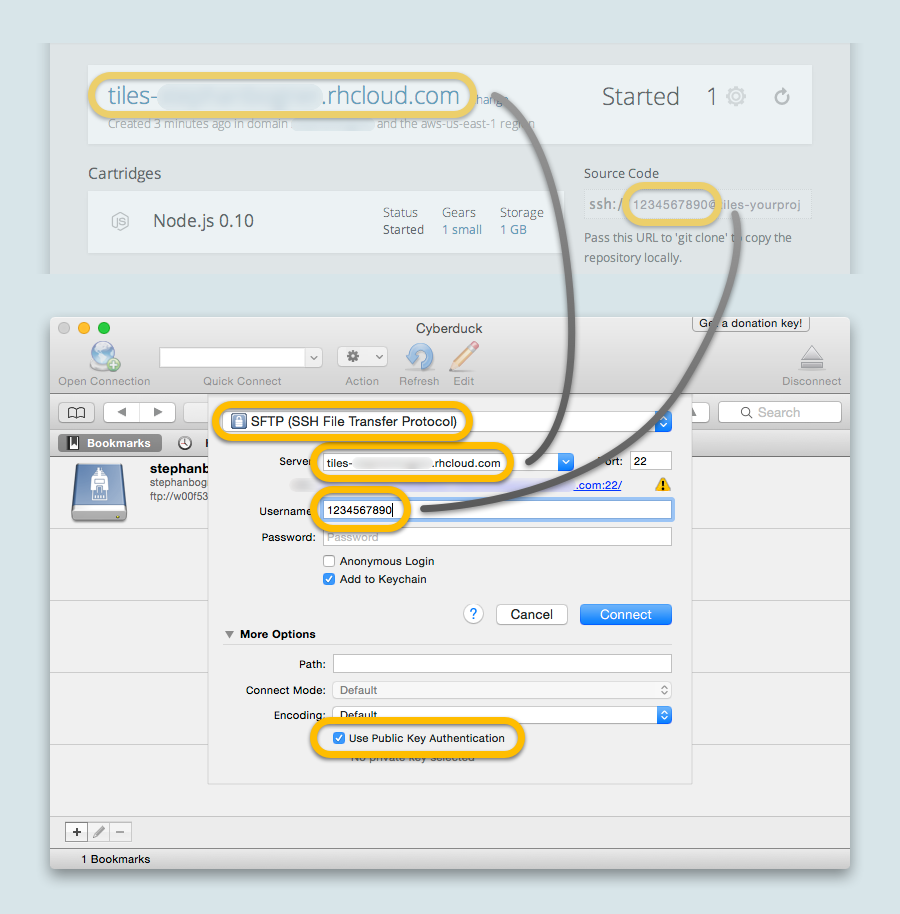 tiles- .rhcloud.com change
Started 1
Created 3 minutes ago in domain and the aws-us-east-1 region
Cartridges
Source Code
JS Node.js 0.10
Status Gears Storage
Started 1 small 1 GB
ssh:/ 1234567890@tiles-yourproj
Pass this URL to 'git clone' to copy the
repository locally.
Cyberduck
Get a donation key!
Open Connection Quick Connect Action Refresh Edit Disconnect
SFTP (SSH File Transfer Protocol)
Search
Bookmarks
Server: tiles- .rhcloud.com Port: 22
stephanb
stephanbog
ftp://w00f53
.com:22/
Username: 1234567890
Password: Password
Anonymous Login
Add to Keychain
? Cancel Connect
More Options
Path:
Connect Mode: Default
Encoding: Default
Use Public Key Authentication
No private key selected
+ −
1 Bookmarks